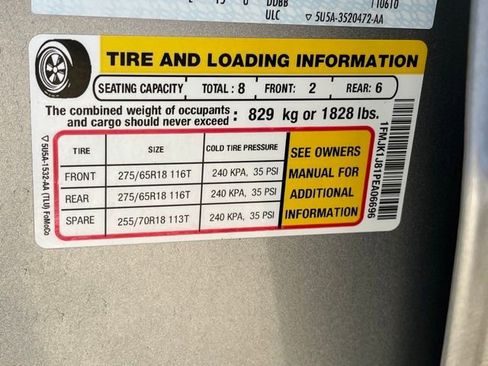 ULC ▽ 5U5A-3520472-AA
TIRE AND LOADING INFORMATION
SEATING CAPACITY TOTAL : 8 FRONT: 2 REAR: 6
The combined weight of occupants
and cargo should never exceed : 829 kg or 1828 lbs.
TIRE SIZE COLD TIRE PRESSURE
FRONT 275/65R18 116T 240 KPA, 35 PSI
REAR 275/65R18 116T 240 KPA, 35 PSI
SPARE 255/70R18 113T 240 KPA, 35 PSI
SEE OWNERS
MANUAL FOR
ADDITIONAL
INFORMATION
▽ 5U5A-1532-AA (TLU) FoMoCo
1FMJK1J81PEA06696